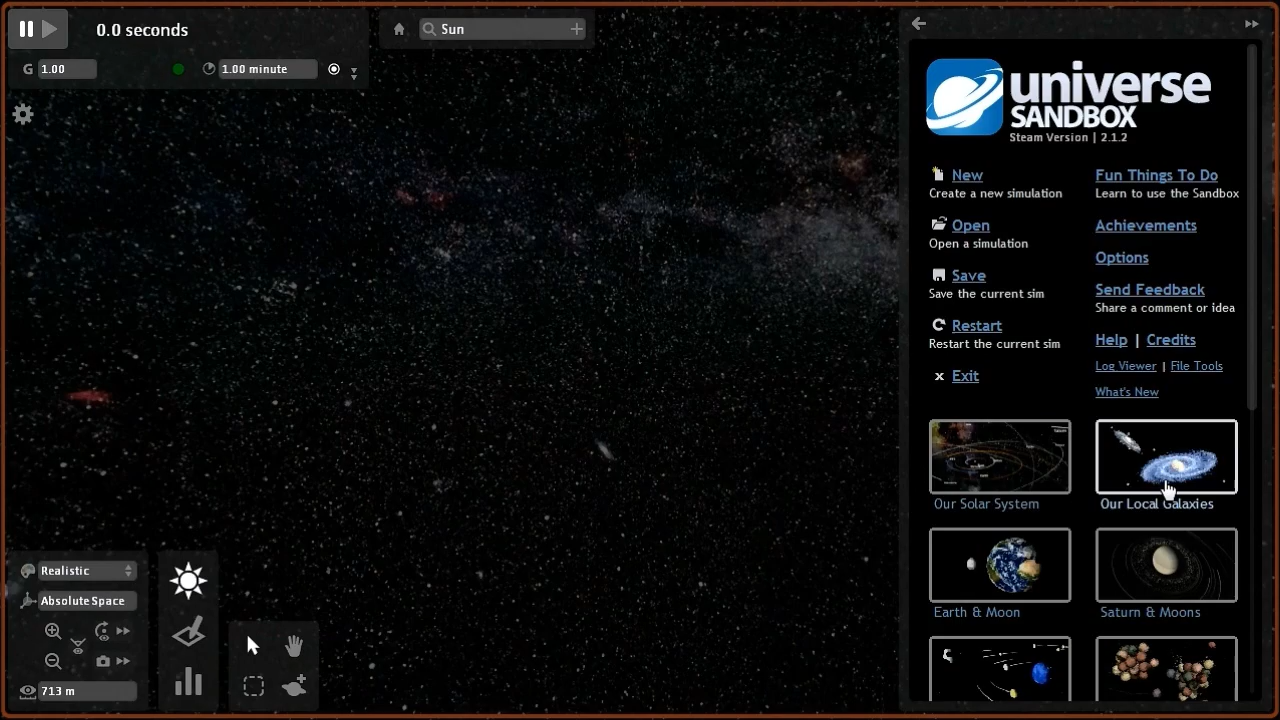 0.0 seconds
G 1.00
1.00 minute
Sun
universe
SANDBOX
Steam Version | 2.1.2
New
Create a new simulation
Open
Open a simulation
Save
Save the current sim
Restart
Restart the current sim
x Exit
Fun Things To Do
Learn to use the Sandbox
Achievements
Options
Send Feedback
Share a comment or idea
Help | Credits
Log Viewer | File Tools
What's New
Our Solar System
Our Local Galaxies
Earth & Moon
Saturn & Moons
Realistic
Absolute Space
713 m